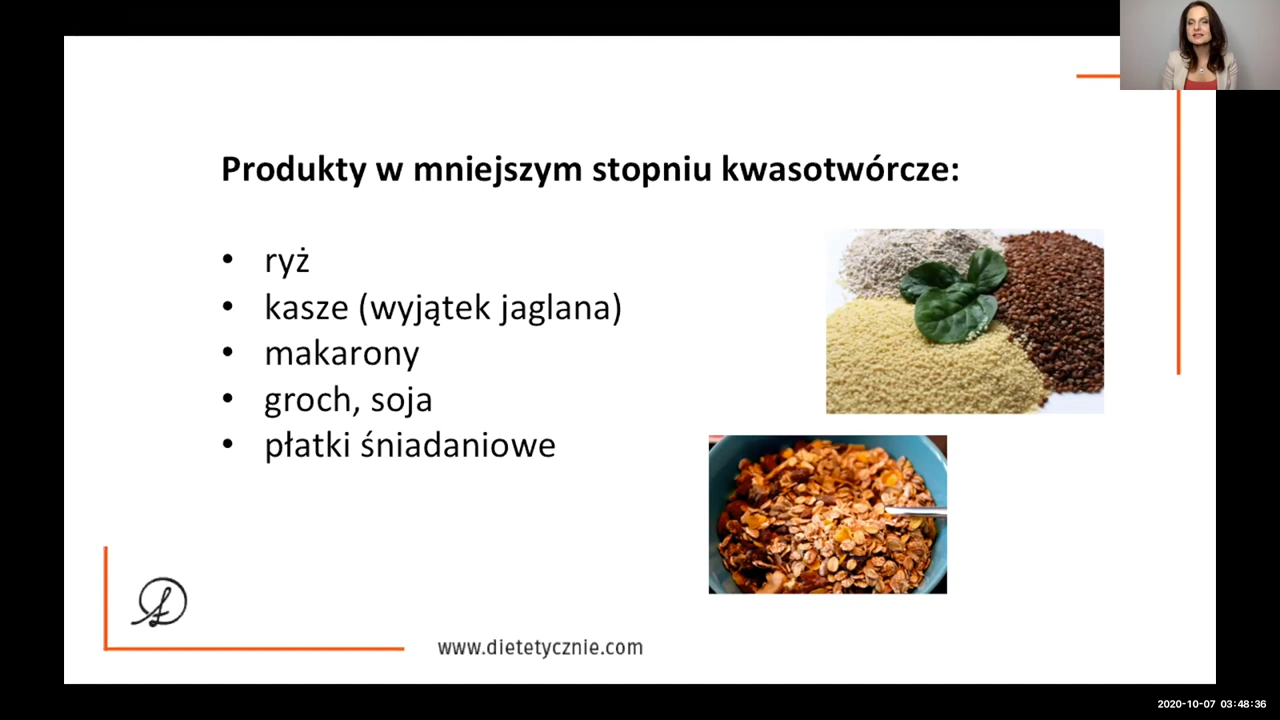 Produkty w mniejszym stopniu kwasotwórcze:
• ryż
• kasze (wyjątek jaglana)
• makarony
• groch, soja
• płatki śniadaniowe
www.dietetycznie.com
2020-10-07 03:48:36